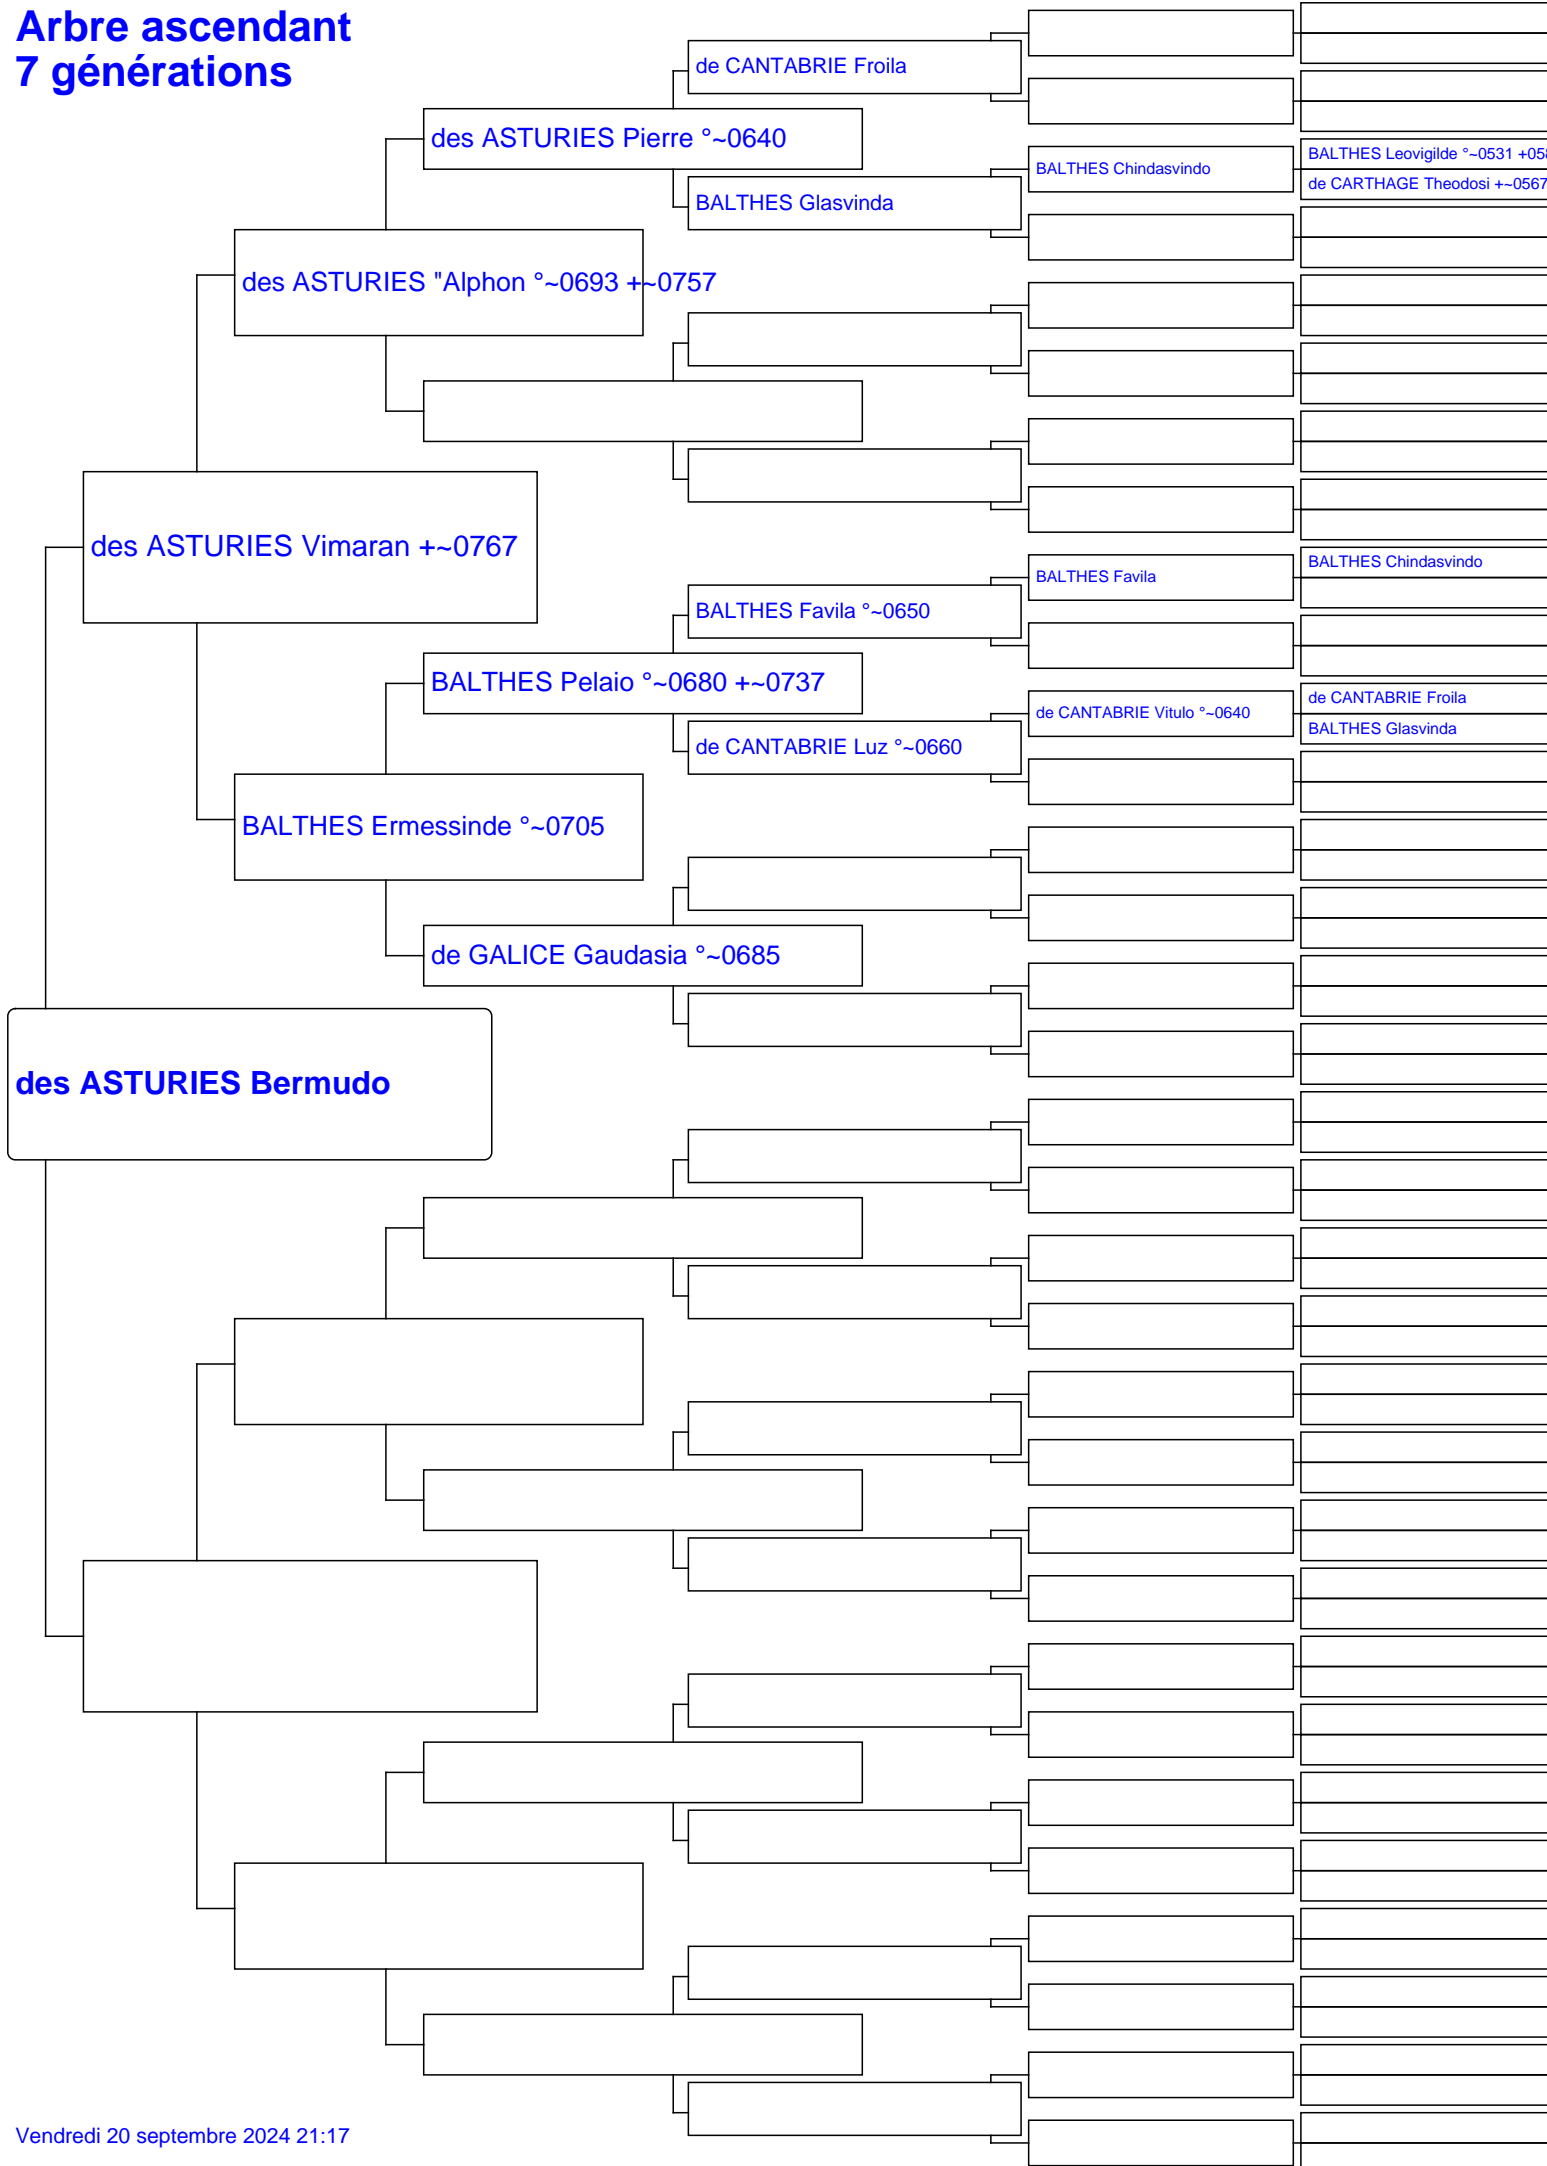 Arbre ascendant
7 générations
de CANTABRIE Froila
des ASTURIES Pierre °~0640
BALTHES Leovigilde °~0531 +058
BALTHES Chindasvindo
de CARTHAGE Theodosi +~0567
BALTHES Glasvinda
des ASTURIES "Alphon °~0693 +~0757
des ASTURIES Vimaran +~0767
BALTHES Chindasvindo
BALTHES Favila
BALTHES Favila °~0650
BALTHES Pelaio °~0680 +~0737
de CANTABRIE Froila
de CANTABRIE Vitulo °~0640
BALTHES Glasvinda
de CANTABRIE Luz °~0660
BALTHES Ermessinde °~0705
de GALICE Gaudasia °~0685
des ASTURIES Bermudo
Vendredi 20 septembre 2024 21:17